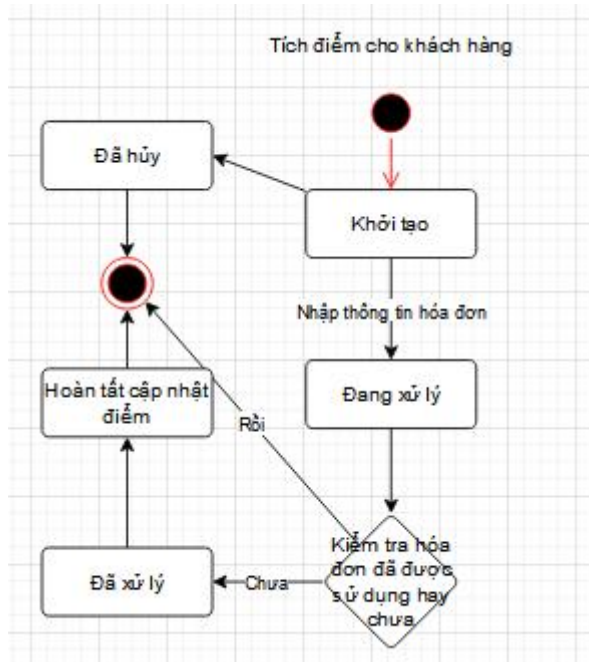 Tích điểm cho khách hàng
Đã hủy
Khởi tạo
Nhập thông tin hóa đơn
Hoàn tất cập nhật
điểm
Đang xử lý
Rồi
Kiểm tra hóa
đơn đã được
sử dụng hay
chưa
Chưa
Đã xử lý